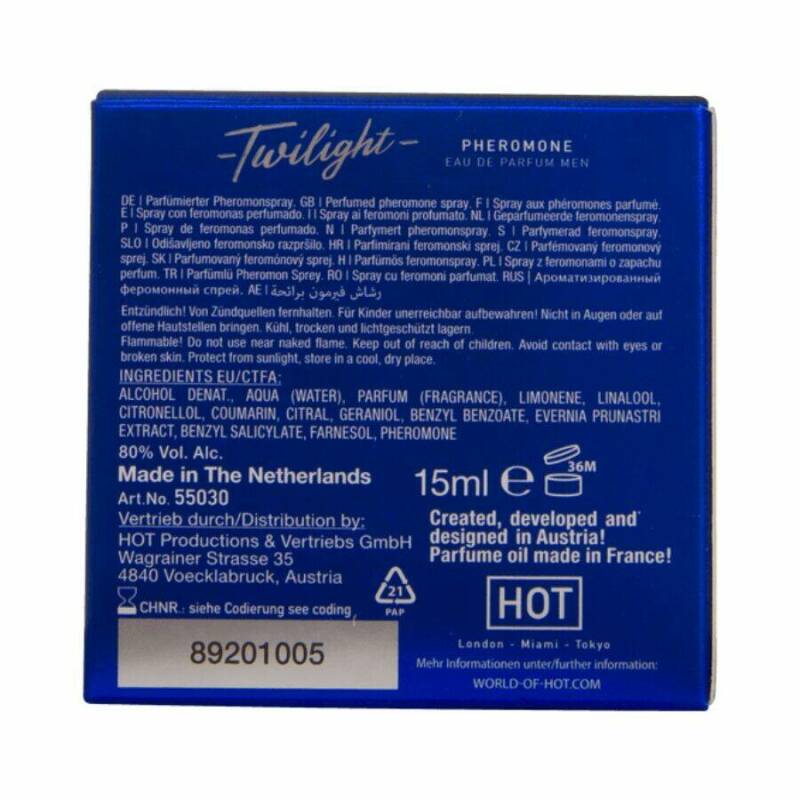 -Twilight-
PHEROMONE
EAU DE PARFUM MEN
DE | Parfümierter Pheromonspray. GB | Perfumed pheromone spray. F | Spray aux phéromones parfumé.
E | Spray con feromonas perfumado. I | Spray ai feromoni profumato. NL | Geparfumeerde feromonenspray.
P | Spray de feromonas perfumado. N | Parfymert pheromonspray. S | Parfymerad feromonspray.
SLO | Odišavljeno feromonsko razpršilo. HR | Parfimirani feromonski sprej. CZ | Parfémovaný feromonový
sprej. SK | Parfumovaný feromónový sprej. H | Parfümös feromonspray. PL | Spray z feromonami o zapachu
perfum. TR | Parfümlü Pheromon Sprey. RO | Spray cu feromoni parfumat. RUS | Ароматизированный
феромонный спрей. AE | رشاش فيرمون برائحة
Entzündlich! Von Zündquellen fernhalten. Für Kinder unerreichbar aufbewahren! Nicht in Augen oder auf
offene Hautstellen bringen. Kühl, trocken und lichtgeschützt lagern
Flammable! Do not use near naked flame. Keep out of reach of children. Avoid contact with eyes or
broken skin. Protect from sunlight, store in a cool, dry place.
INGREDIENTS EU/CTFA:
ALCOHOL DENAT., AQUA (WATER), PARFUM (FRAGRANCE), LIMONENE, LINALOOL,
CITRONELLOL, COUMARIN, CITRAL, GERANIOL, BENZYL BENZOATE, EVERNIA PRUNASTRI
EXTRACT, BENZYL SALICYLATE, FARNESOL, PHEROMONE
80% Vol. Alc.
Made in The Netherlands
Art.No. 55030
15ml e 36M
Vertrieb durch/Distribution by:
HOT Productions & Vertriebs GmbH
Wagrainer Strasse 35
4840 Voecklabruck, Austria
Created, developed and
designed in Austria!
Parfume oil made in France!
CHNR.: siehe Codierung see coding
21
PAP
89201005
HOT
London - Miami - Tokyo
Mehr Informationen unter/further information:
WORLD-OF-HOT.COM